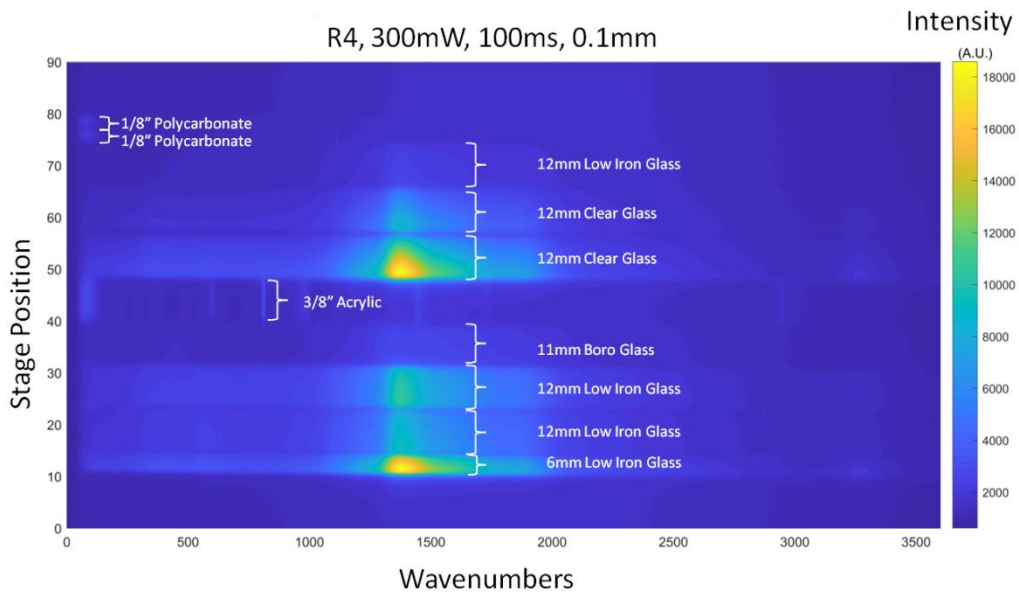 R4, 300mW, 100ms, 0.1mm
Intensity
(A.U.)
90
80
70
60
50
40
30
20
10
0
Stage Position
1/8” Polycarbonate
1/8” Polycarbonate
12mm Low Iron Glass
12mm Clear Glass
12mm Clear Glass
3/8” Acrylic
11mm Boro Glass
12mm Low Iron Glass
12mm Low Iron Glass
6mm Low Iron Glass
0 500 1000 1500 2000 2500 3000 3500
Wavenumbers
18000
16000
14000
12000
10000
8000
6000
4000
2000